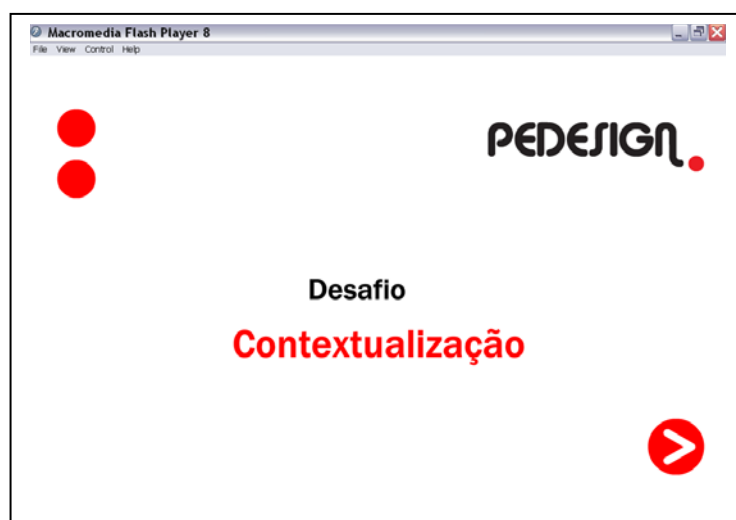 Macromedia Flash Player 8
File View Control Help
PEDESIGN.
Desafio
Contextualização